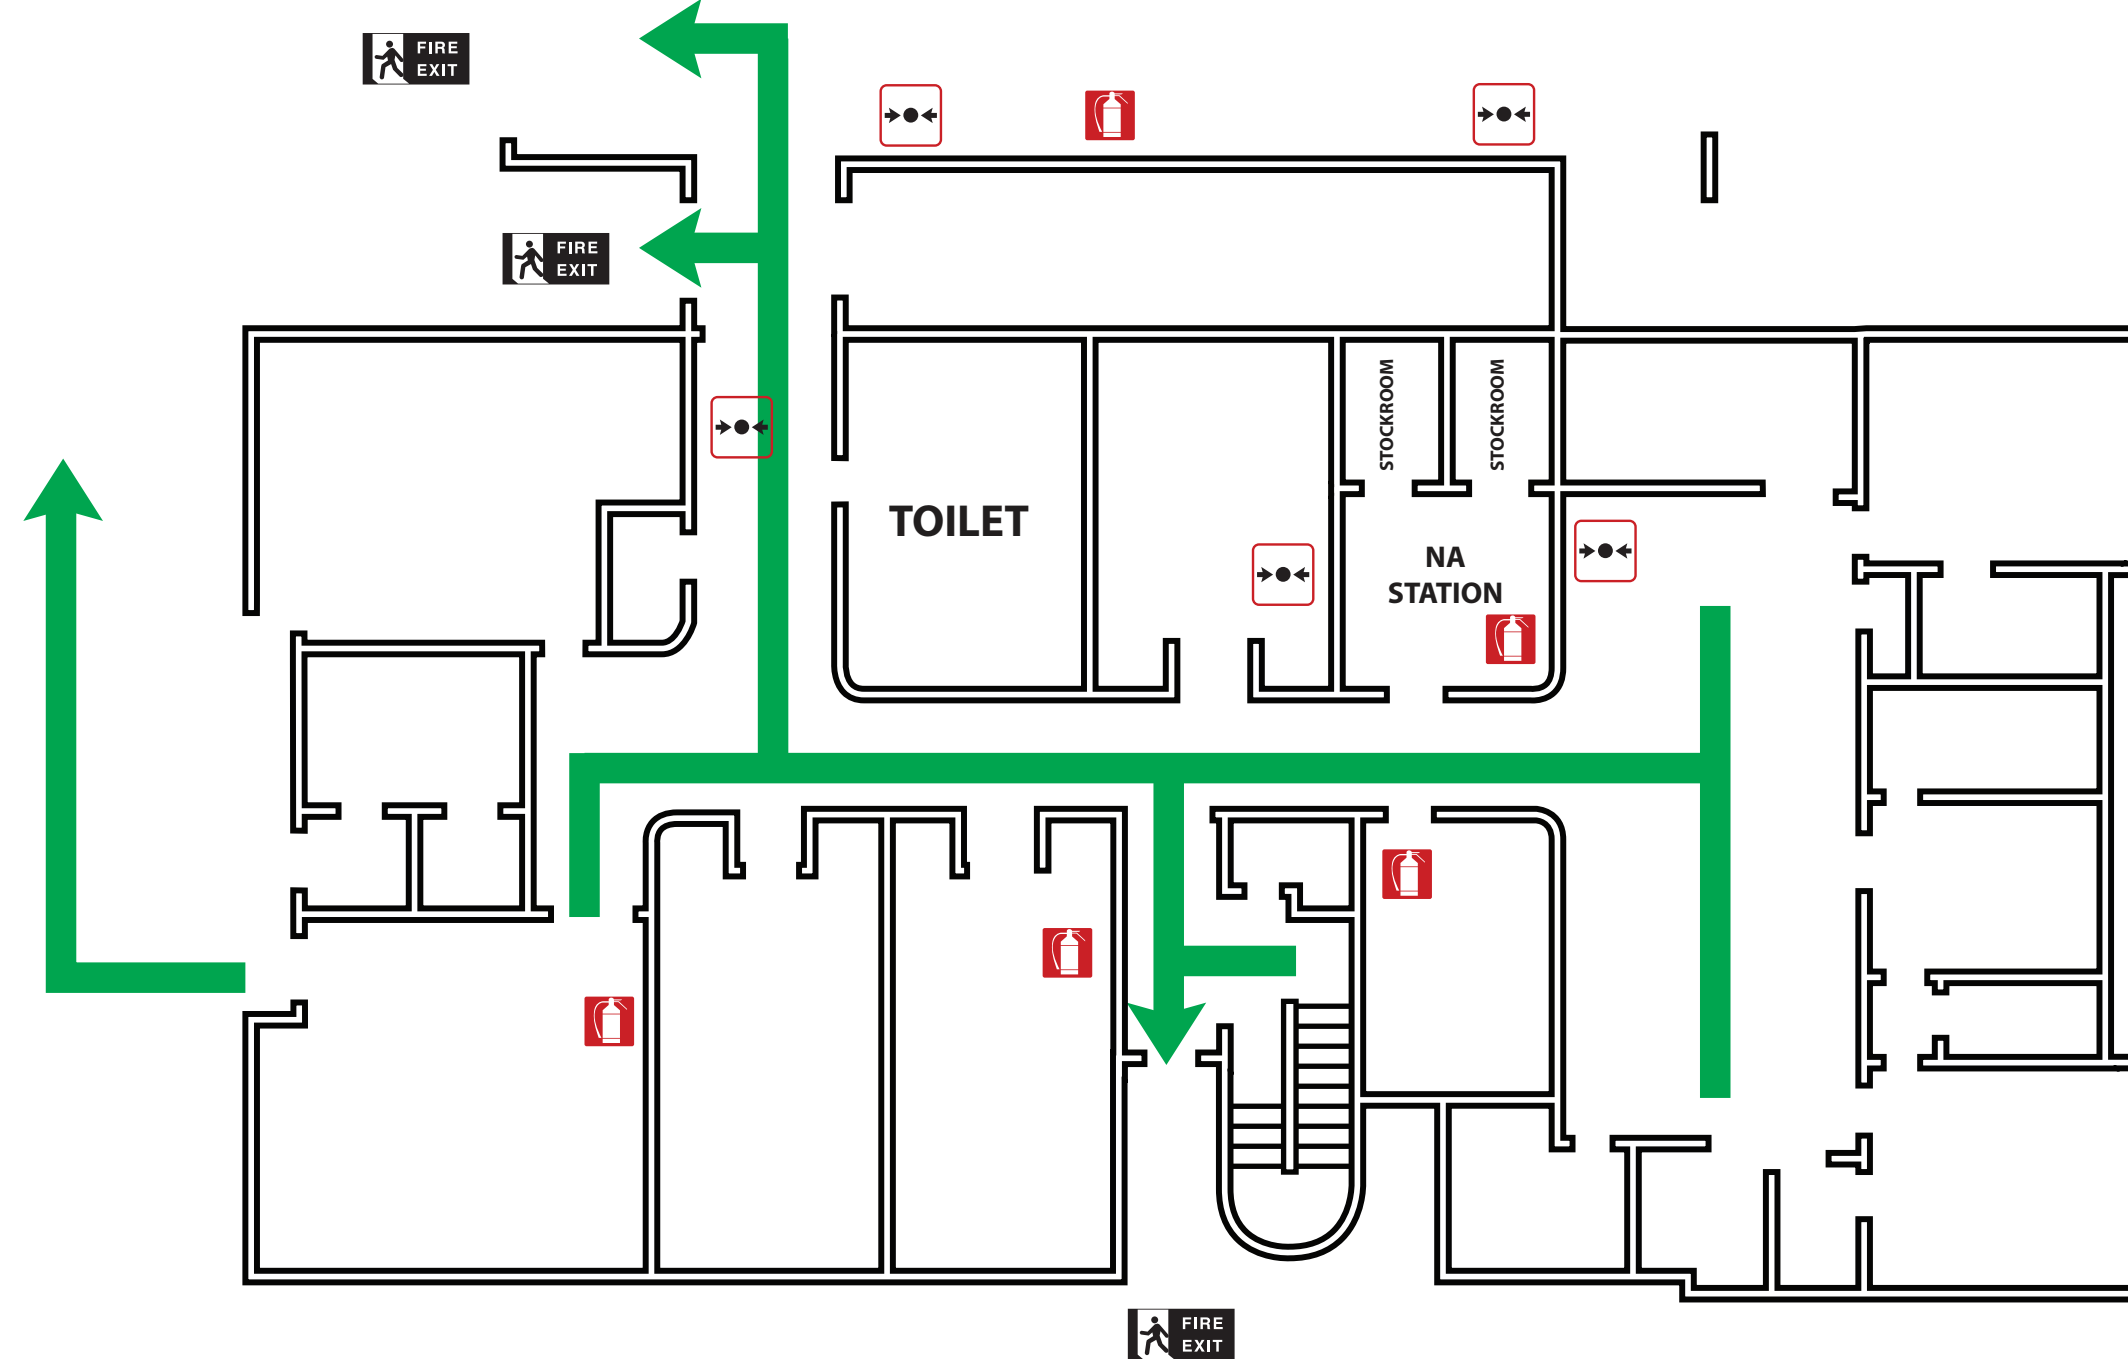 FIRE
EXIT
FIRE
EXIT
STOCKROOM
STOCKROOM
TOILET
NA
STATION
FIRE
EXIT